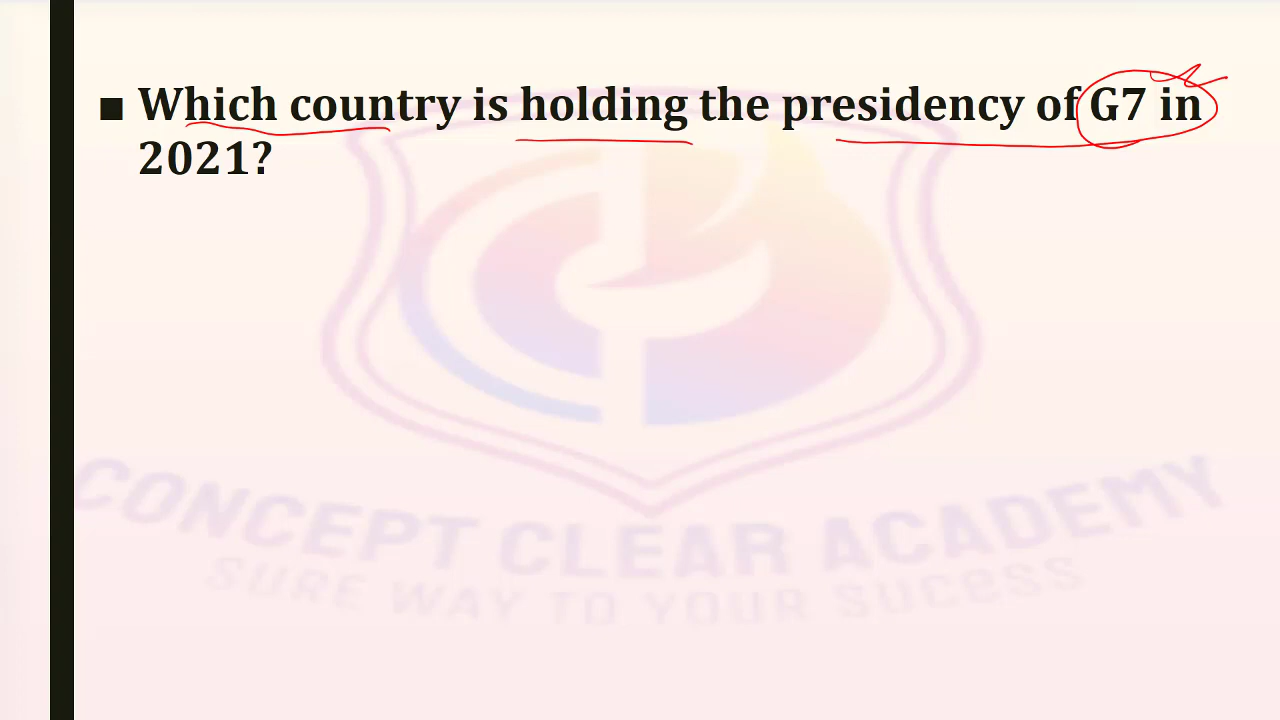 ■ Which country is holding the presidency of G7 in
2021?
CONCEPT CLEAR ACADEMY
SURE WAY TO YOUR SUCeSS